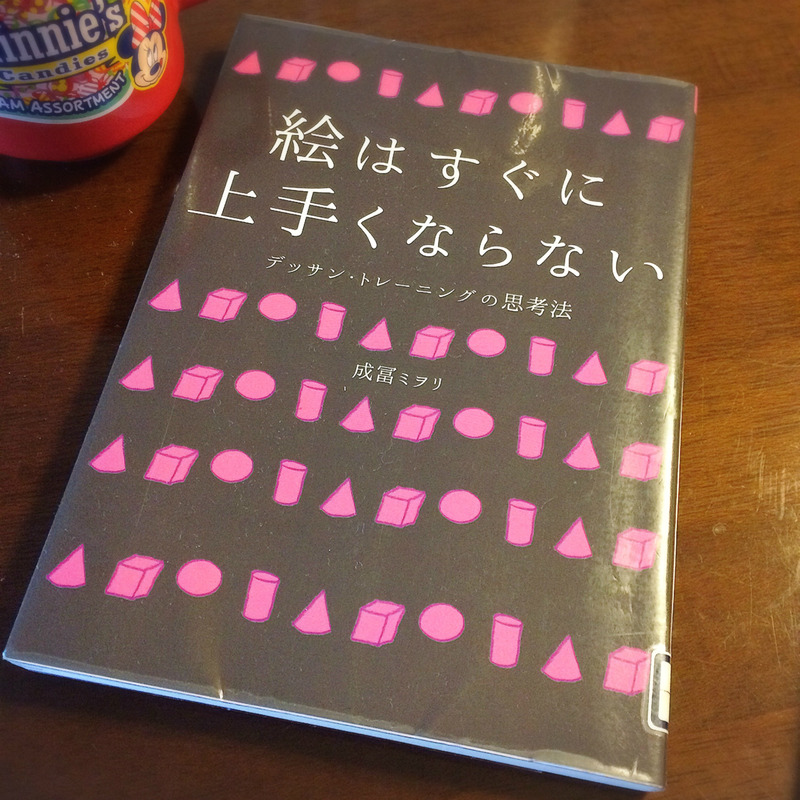 innie's
Candies
AM ASSORTMENT
絵はすぐに
上手くならない
デッサン・トレーニングの思考法
成冨ミヲリ